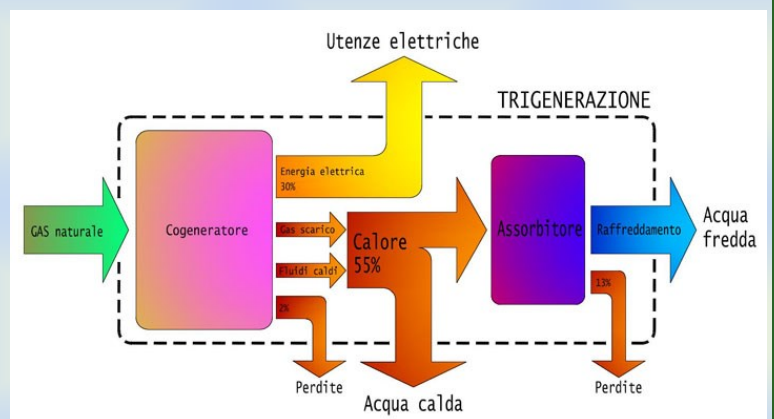 Utenze elettriche
TRIGENERAZIONE
Energia elettrica
30%
GAS naturale
Cogeneratore
Gas scarico
Fluidi caldi
Calore
55%
Assorbitore
Raffreddamento
Acqua
fredda
2%
13%
Perdite
Acqua calda
Perdite